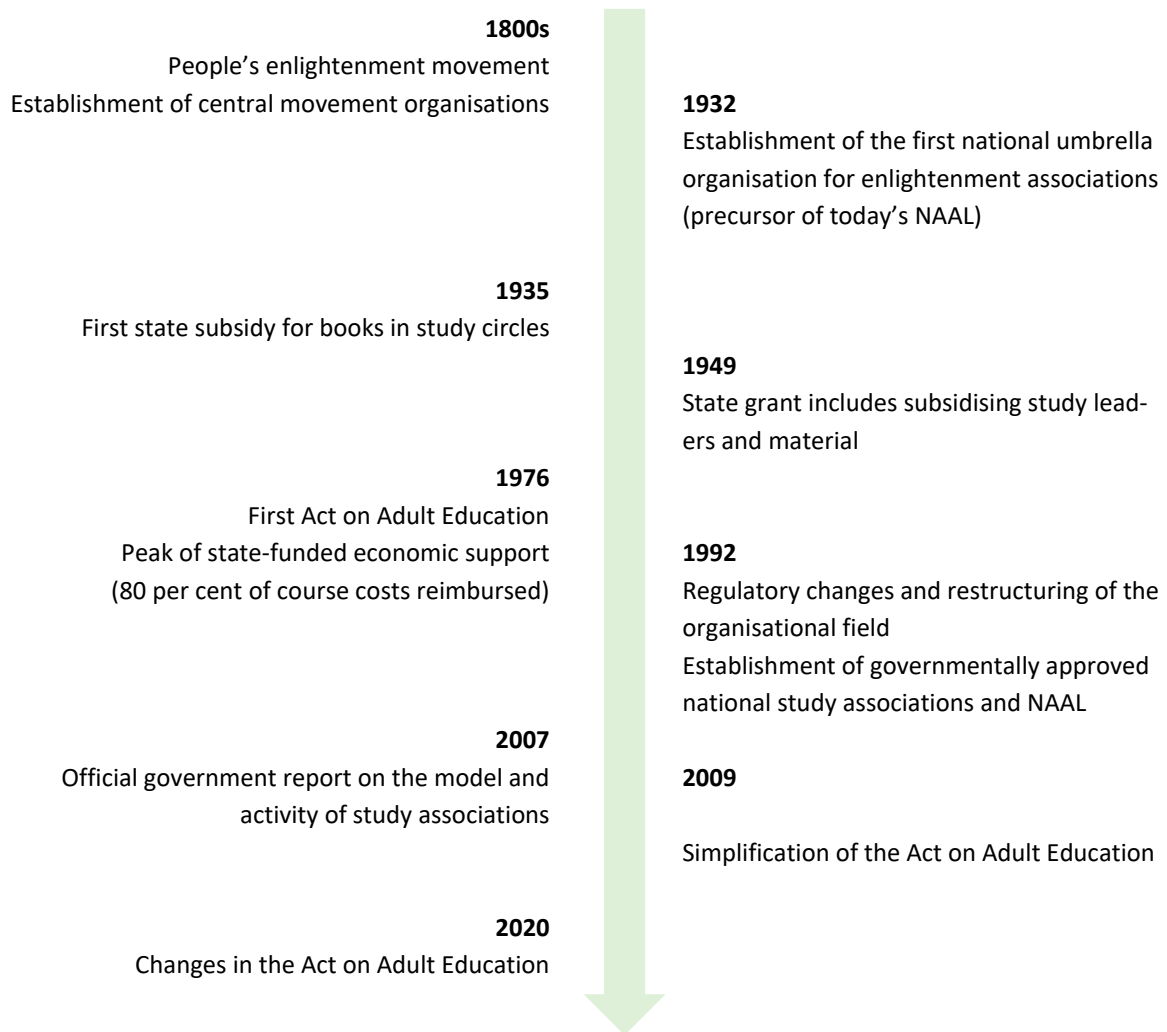 1800s
People’s enlightenment movement
Establishment of central movement organisations
1932
Establishment of the first national umbrella
organisation for enlightenment associations
(precursor of today’s NAAL)
1935
First state subsidy for books in study circles
1949
State grant includes subsidising study lead-
ers and material
1976
First Act on Adult Education
Peak of state-funded economic support
(80 per cent of course costs reimbursed)
1992
Regulatory changes and restructuring of the
organisational field
Establishment of governmentally approved
national study associations and NAAL
2007
Official government report on the model and
activity of study associations
2009
Simplification of the Act on Adult Education
2020
Changes in the Act on Adult Education